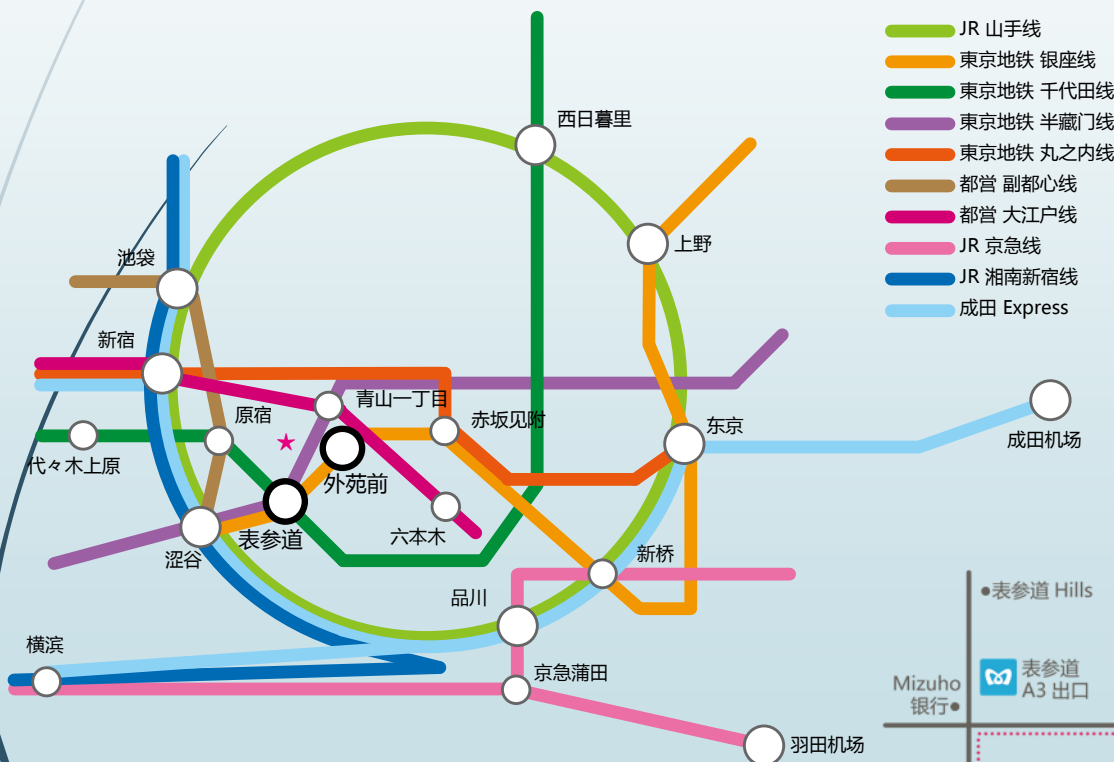 JR 山手线
東京地铁 银座线
東京地铁 千代田线
東京地铁 半藏门线
東京地铁 丸之内线
都営 副都心线
都営 大江户线
JR 京急线
JR 湘南新宿线
成田 Express
西日暮里
上野
池袋
新宿
原宿
青山一丁目
赤坂见附
东京
成田机场
代々木上原
外苑前
表参道
六本木
涩谷
新桥
品川
横滨
京急蒲田
羽田机场
●表参道 Hills
表参道
A3 出口
Mizuho
银行●